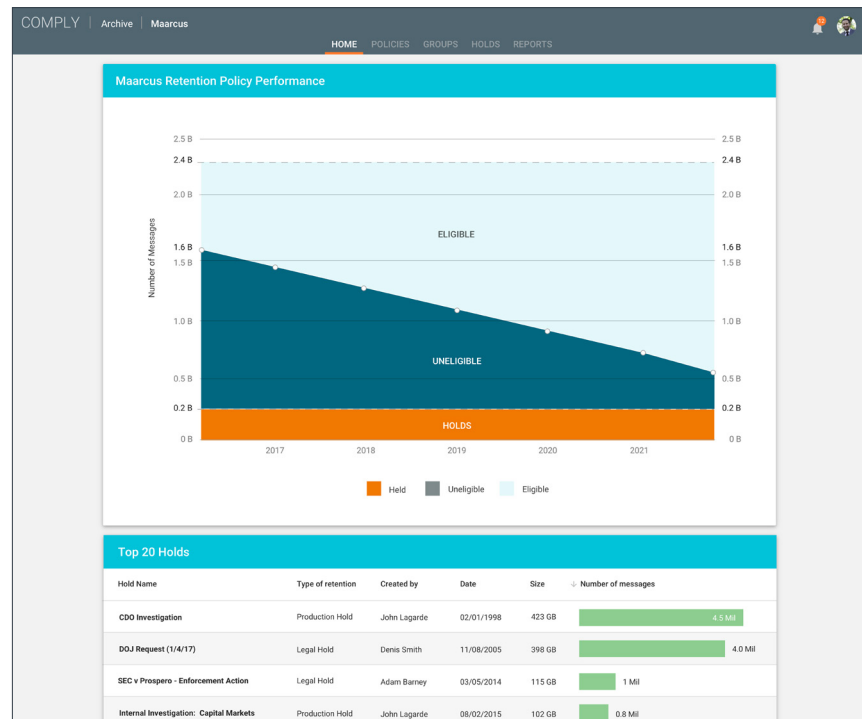 COMPLY | Archive | Maarcus
12
HOME POLICIES GROUPS HOLDS REPORTS
Maarcus Retention Policy Performance
2.5 B 2.5 B
2.4 B 2.4 B
2.0 B 2.0 B
Number of Messages
ELIGIBLE
1.6 B 1.6 B
1.5 B 1.5 B
1.0 B 1.0 B
UNELIGIBLE
0.5 B 0.5 B
0.2 B 0.2 B
HOLDS
0 B 0 B
2017 2018 2019 2020 2021
Held Uneligible Eligible
Top 20 Holds
Hold Name Type of retention Created by Date Size ↓ Number of messages
CDO Investigation Production Hold John Lagarde 02/01/1998 423 GB 4.5 Mil
DOJ Request (1/4/17) Legal Hold Denis Smith 11/08/2005 398 GB 4.0 Mil
SEC v Prospero - Enforcement Action Legal Hold Adam Barney 03/05/2014 115 GB 1 Mil
Internal Investigation: Capital Markets Production Hold John Lagarde 08/02/2015 102 GB 0.8 Mil